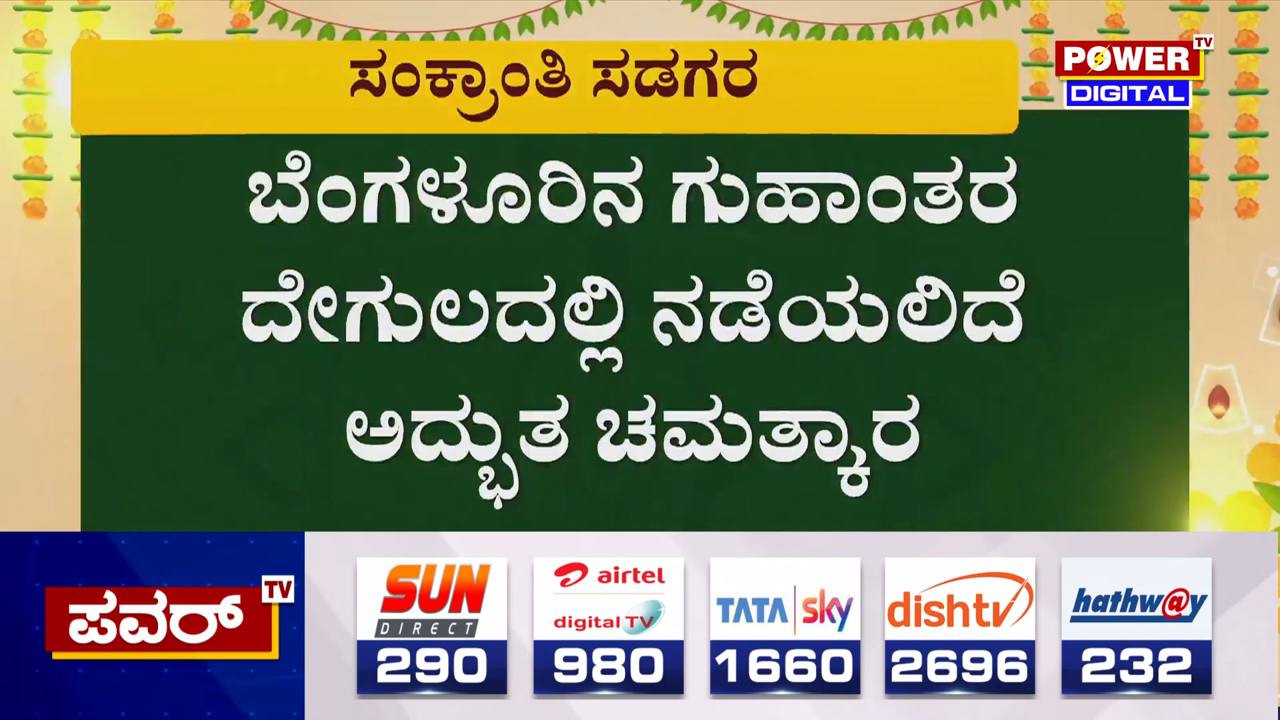 ಸಂಕ್ರಾಂತಿ ಸಡಗರ
POWER TV
DIGITAL
ಬೆಂಗಳೂರಿನ ಗುಹಾಂತರ
ದೇಗುಲದಲ್ಲಿ ನಡೆಯಲಿದೆ
ಅದ್ಭುತ ಚಮತ್ಕಾರ
ಪವರ್ TV
SUN DIRECT 290
airtel digital TV 980
TATA sky 1660
dishtv 2696
hathw@y 232